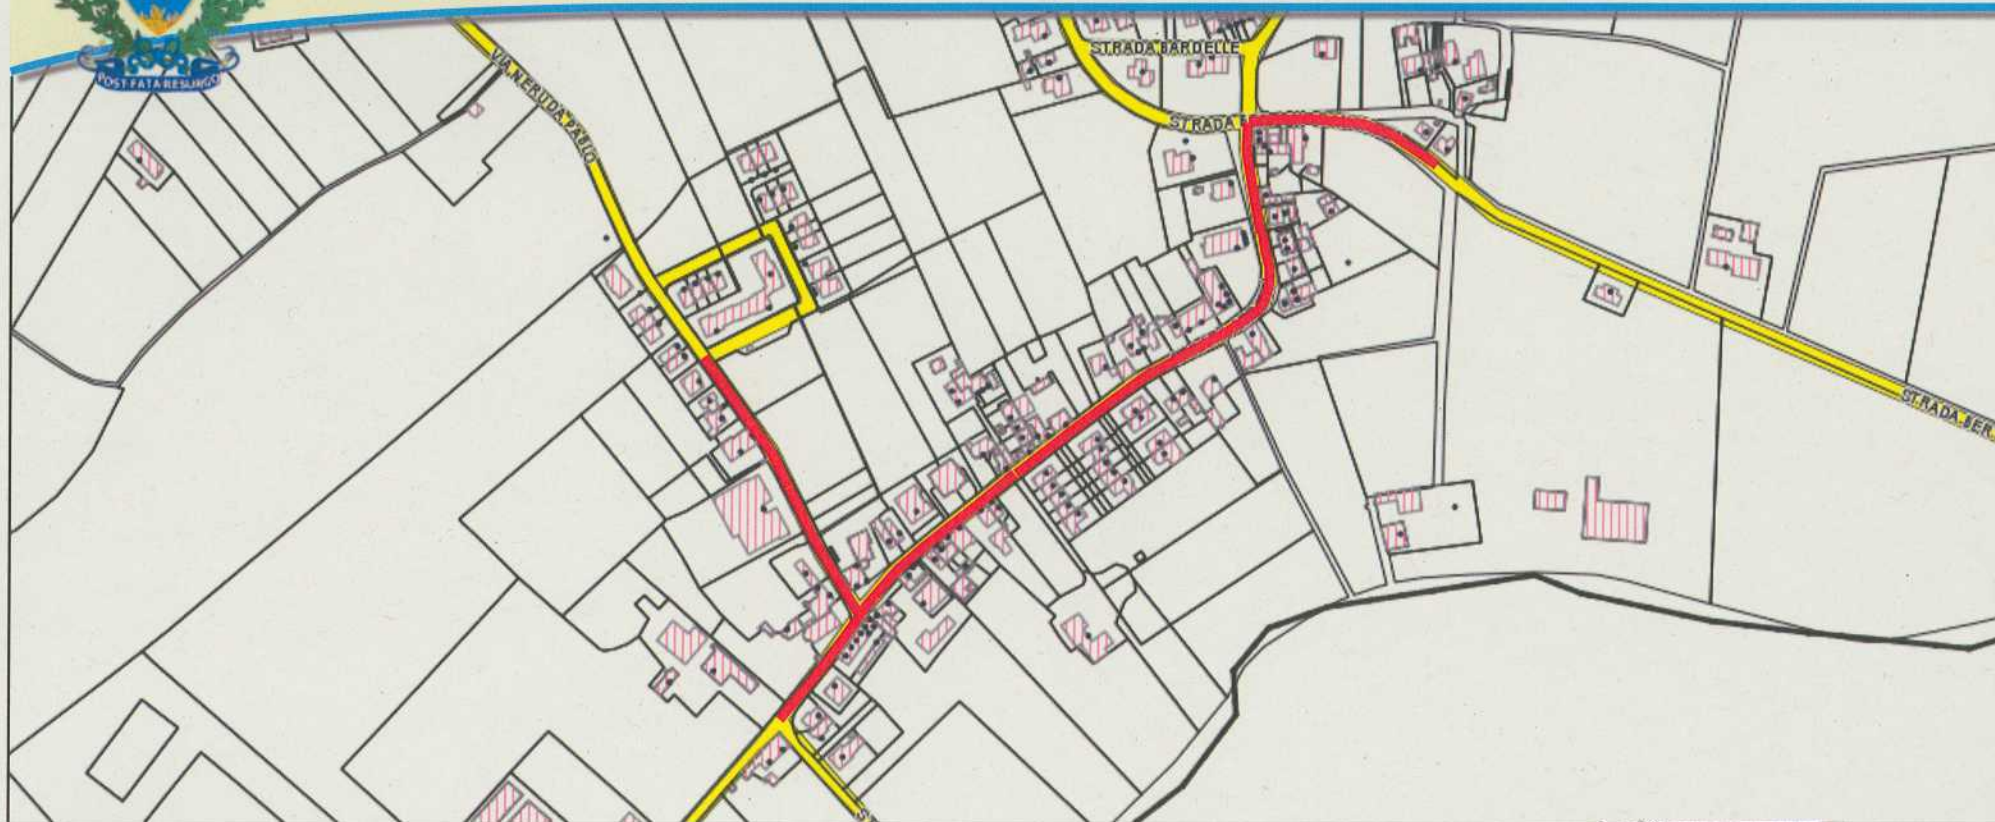 POST FATA RESURGO
VIA NERUDA PABLO
STRADA BARDELLE
STRADA
STRADA BER